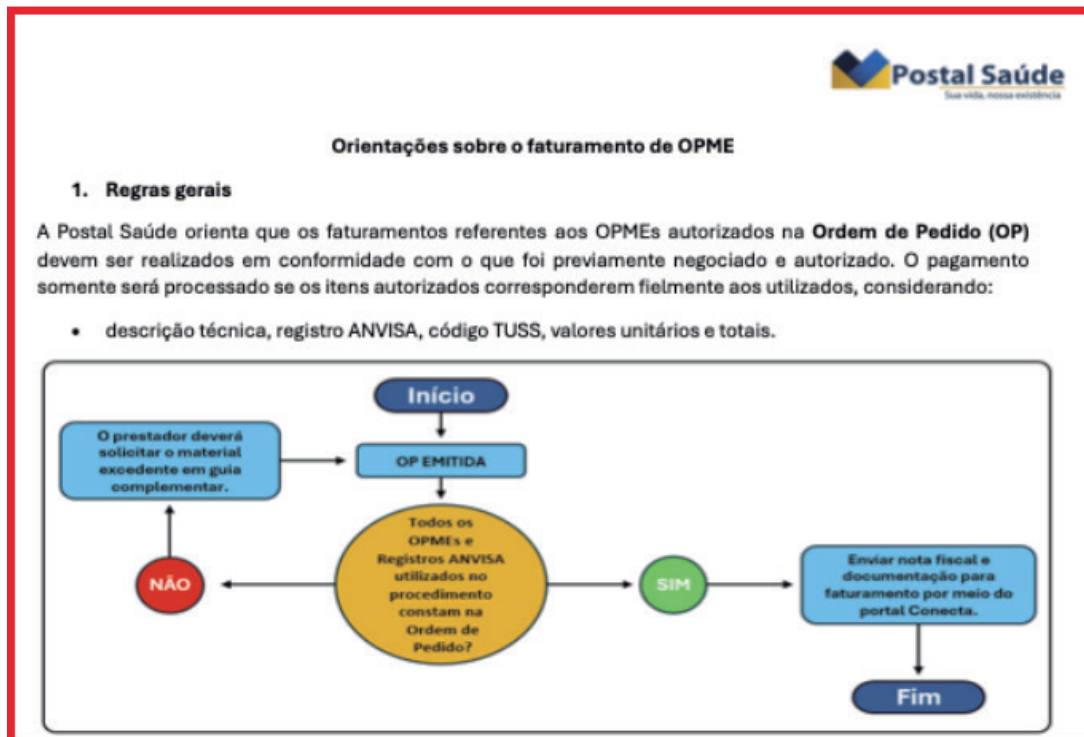 Postal Saúde
Sua vida, nossa existência
Orientações sobre o faturamento de OPME
1. Regras gerais
A Postal Saúde orienta que os faturamentos referentes aos OPMEs autorizados na Ordem de Pedido (OP)
devem ser realizados em conformidade com o que foi previamente negociado e autorizado. O pagamento
somente será processado se os itens autorizados corresponderem fielmente aos utilizados, considerando:
• descrição técnica, registro ANVISA, código TUSS, valores unitários e totais.
Início
O prestador deverá
solicitar o material
excedente em guia
complementar.
OP EMITIDA
Todos os
OPMEs e
Registros ANVISA
utilizados no
procedimento
constam na
Ordem de
Pedido?
NÃO
SIM
Enviar nota fiscal e
documentação para
faturamento por meio do
portal Conecta.
Fim